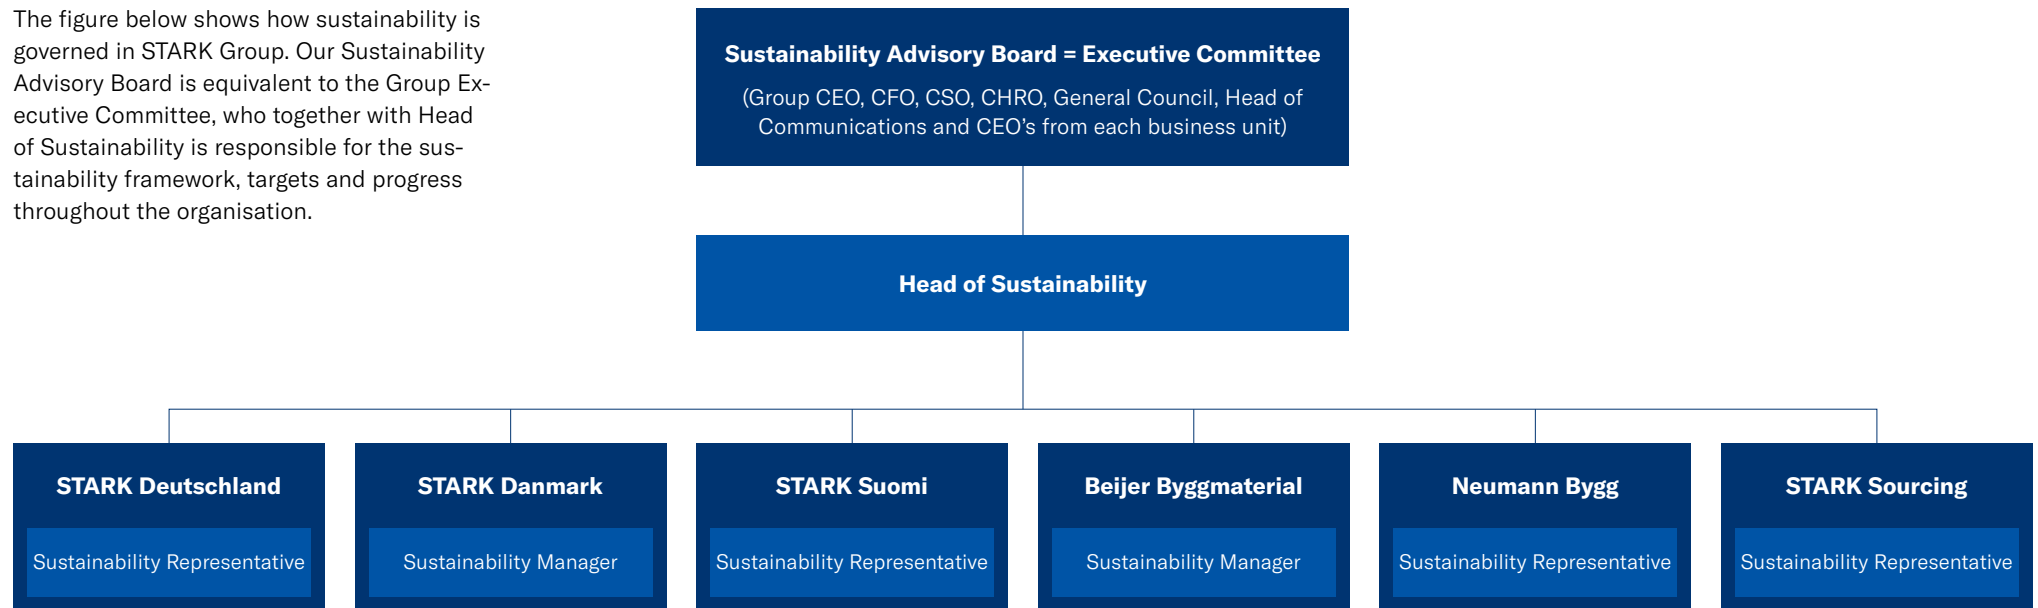 The figure below shows how sustainability is
governed in STARK Group. Our Sustainability
Advisory Board is equivalent to the Group Ex-
ecutive Committee, who together with Head
of Sustainability is responsible for the sus-
tainability framework, targets and progress
throughout the organisation.
Sustainability Advisory Board = Executive Committee
(Group CEO, CFO, CSO, CHRO, General Council, Head of
Communications and CEO’s from each business unit)
Head of Sustainability
STARK Deutschland
Sustainability Representative
STARK Danmark
Sustainability Manager
STARK Suomi
Sustainability Representative
Beijer Byggmaterial
Sustainability Manager
Neumann Bygg
Sustainability Representative
STARK Sourcing
Sustainability Representative